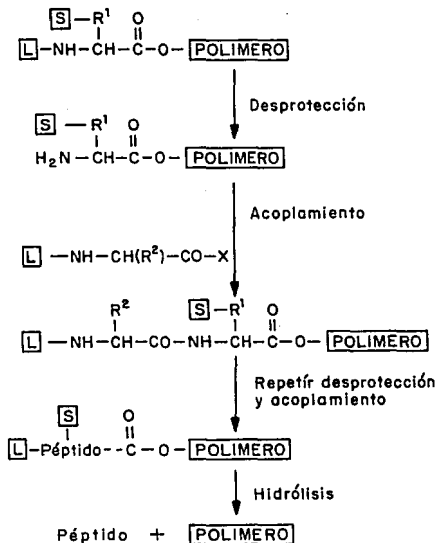 S —R¹ O
L —NH—CH—C—O— POLIMERO
Desprotección
S —R¹ O
H₂N —CH—C—O— POLIMERO
Acoplamiento
L —NH—CH(R²)—CO—X
R² S —R¹ O
L —NH—CH—CO—NH—CH—C—O— POLIMERO
Repetír desprotección
y acoplamiento
S O
L—Péptido--C—O— POLIMERO
Hidrólisis
Péptido + POLIMERO